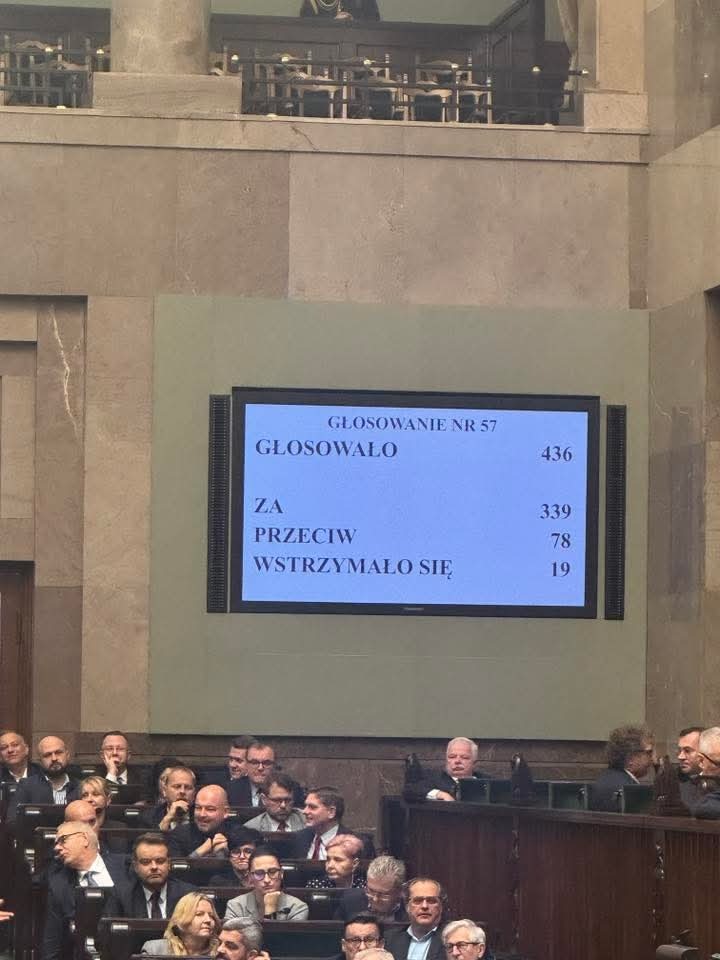 GŁOSOWANIE NR 57
GŁOSOWAŁO 436
ZA 339
PRZECIW 78
WSTRZYMAŁO SIĘ 19